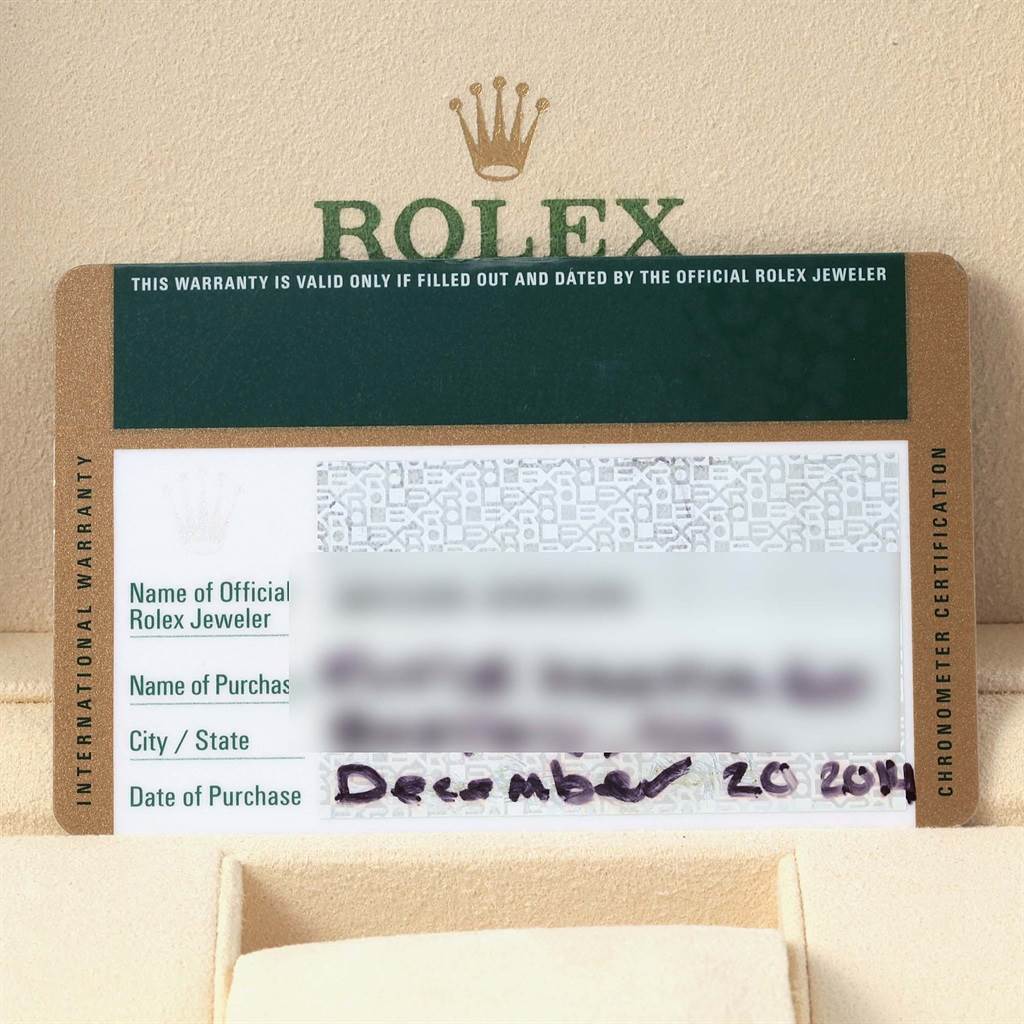 ROLEX
THIS WARRANTY IS VALID ONLY IF FILLED OUT AND DATED BY THE OFFICIAL ROLEX JEWELER
INTERNATIONAL WARRANTY
Name of Official
Rolex Jeweler
Name of Purchas
City / State
Date of Purchase December 20 2014
CHRONOMETER CERTIFICATION